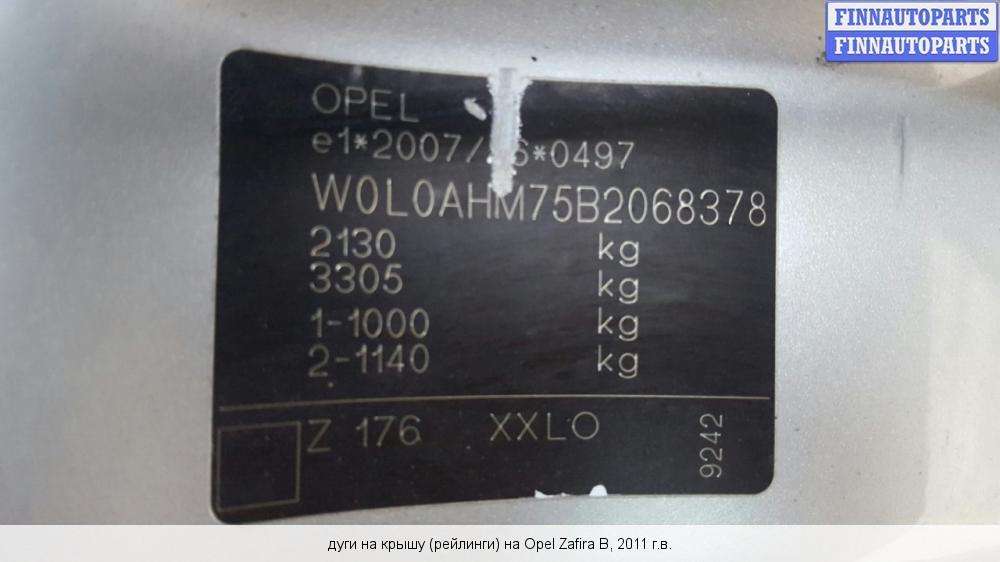 FINNAUTOPARTS
FINNAUTOPARTS
OPEL
e1*2007/46*0497
W0L0AHM75B2068378
2130 kg
3305 kg
1-1000 kg
2-1140 kg
Z 176 XXLO
9242
дуги на крышу (рейлинги) на Opel Zafira B, 2011 г.в.